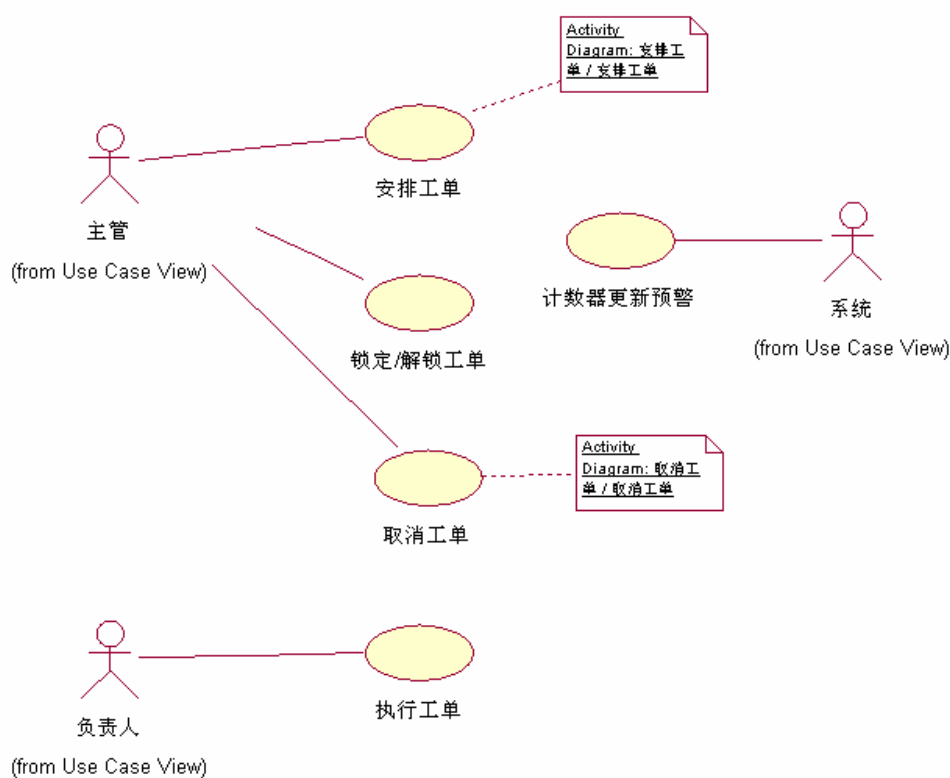 Activity
Diagram: 安排工
单 / 安排工单
安排工单
主管
(from Use Case View)
计数器更新预警
系统
(from Use Case View)
锁定/解锁工单
Activity
Diagram: 取消工
单 / 取消工单
取消工单
执行工单
负责人
(from Use Case View)